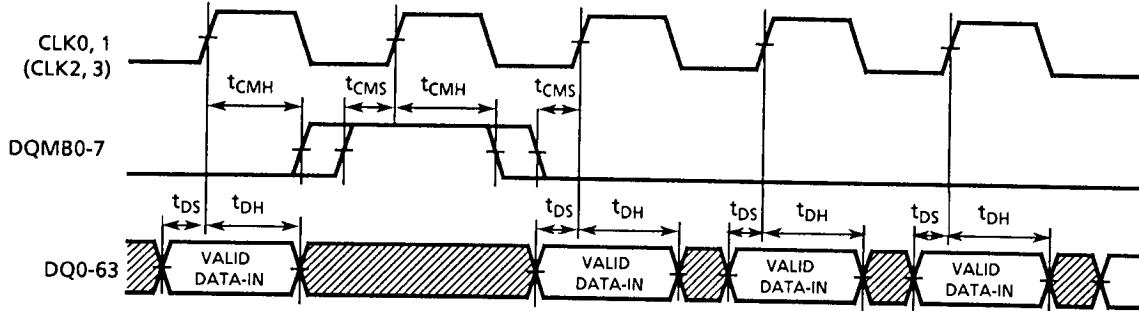 CLK0, 1
(CLK2, 3)
tCMH tCMS tCMH tCMS
DQMB0-7
tDS tDH tDS tDH tDS tDH tDS tDH
DQ0-63
VALID DATA-IN VALID DATA-IN VALID DATA-IN VALID DATA-IN